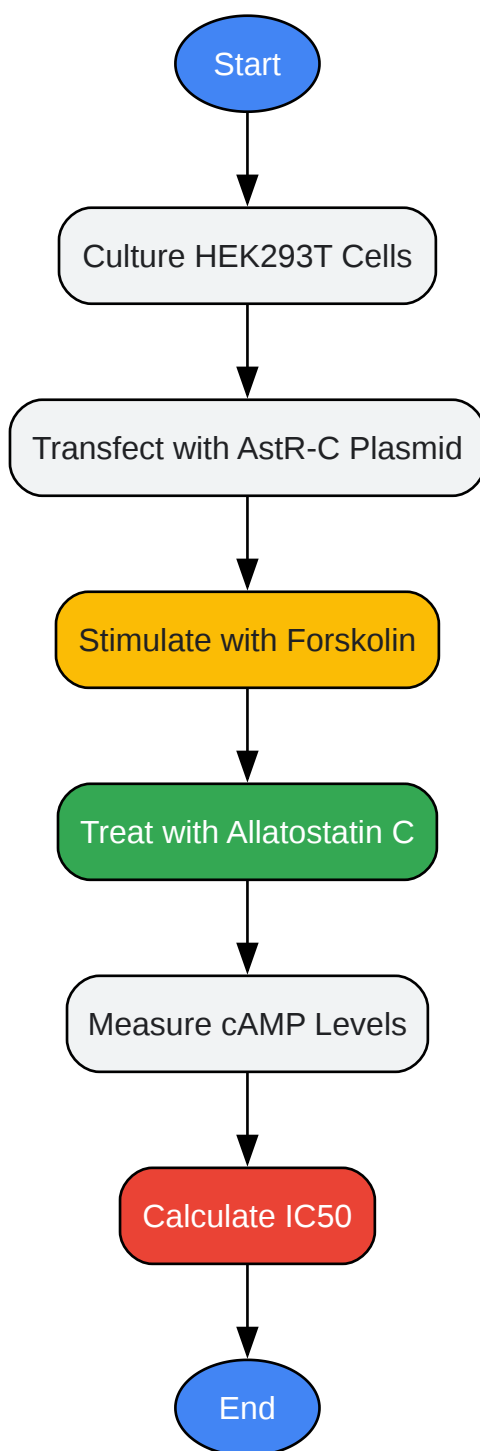 Start
Culture HEK293T Cells
Transfect with AstR-C Plasmid
Stimulate with Forskolin
Treat with Allatostatin C
Measure cAMP Levels
Calculate IC50
End